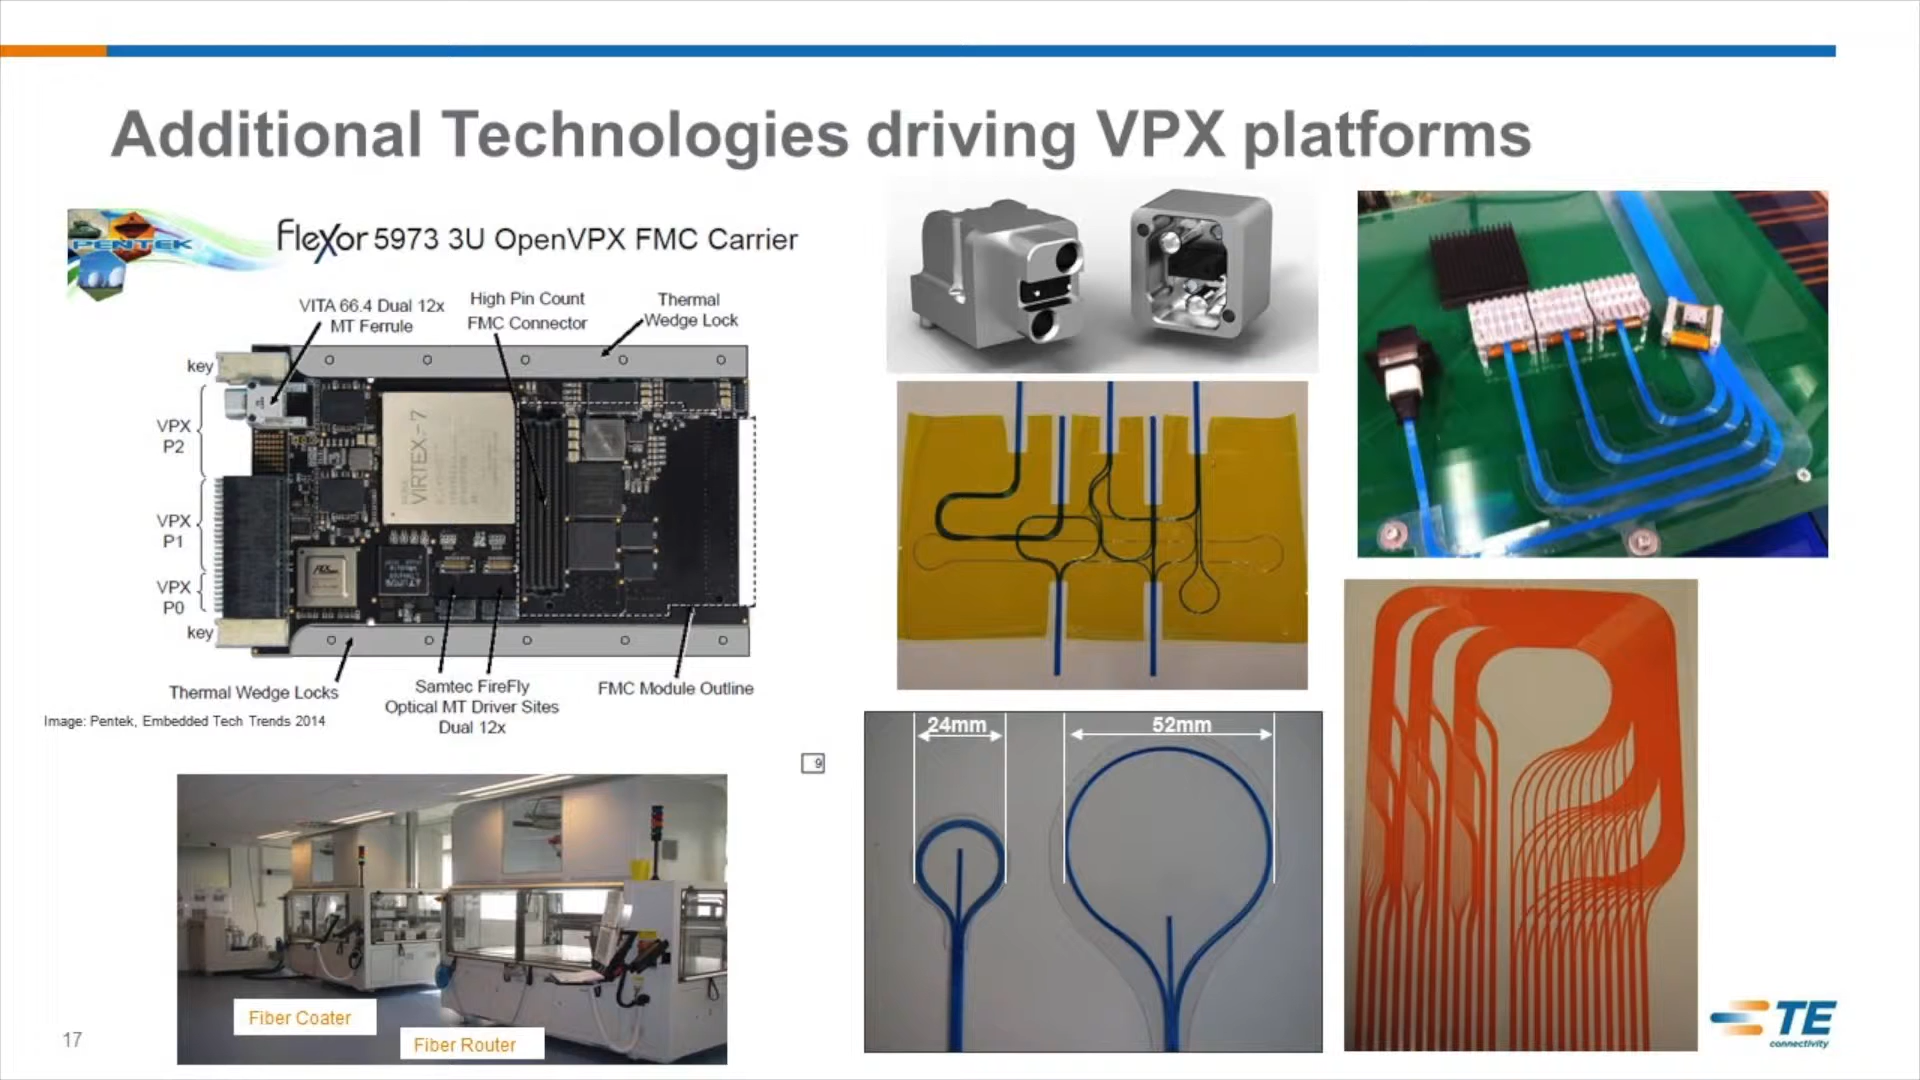 Additional Technologies driving VPX platforms
PENTEK
Flexor 5973 3U OpenVPX FMC Carrier
VITA 66.4 Dual 12x
MT Ferrule
High Pin Count
FMC Connector
Thermal
Wedge Lock
key
VPX
P2
VIRTEX-7
VPX
P1
VPX
P0
key
Thermal Wedge Locks
Samtec FireFly
Optical MT Driver Sites
Dual 12x
FMC Module Outline
Image: Pentek, Embedded Tech Trends 2014
9
24mm
52mm
Fiber Coater
Fiber Router
17
TE
connectivity